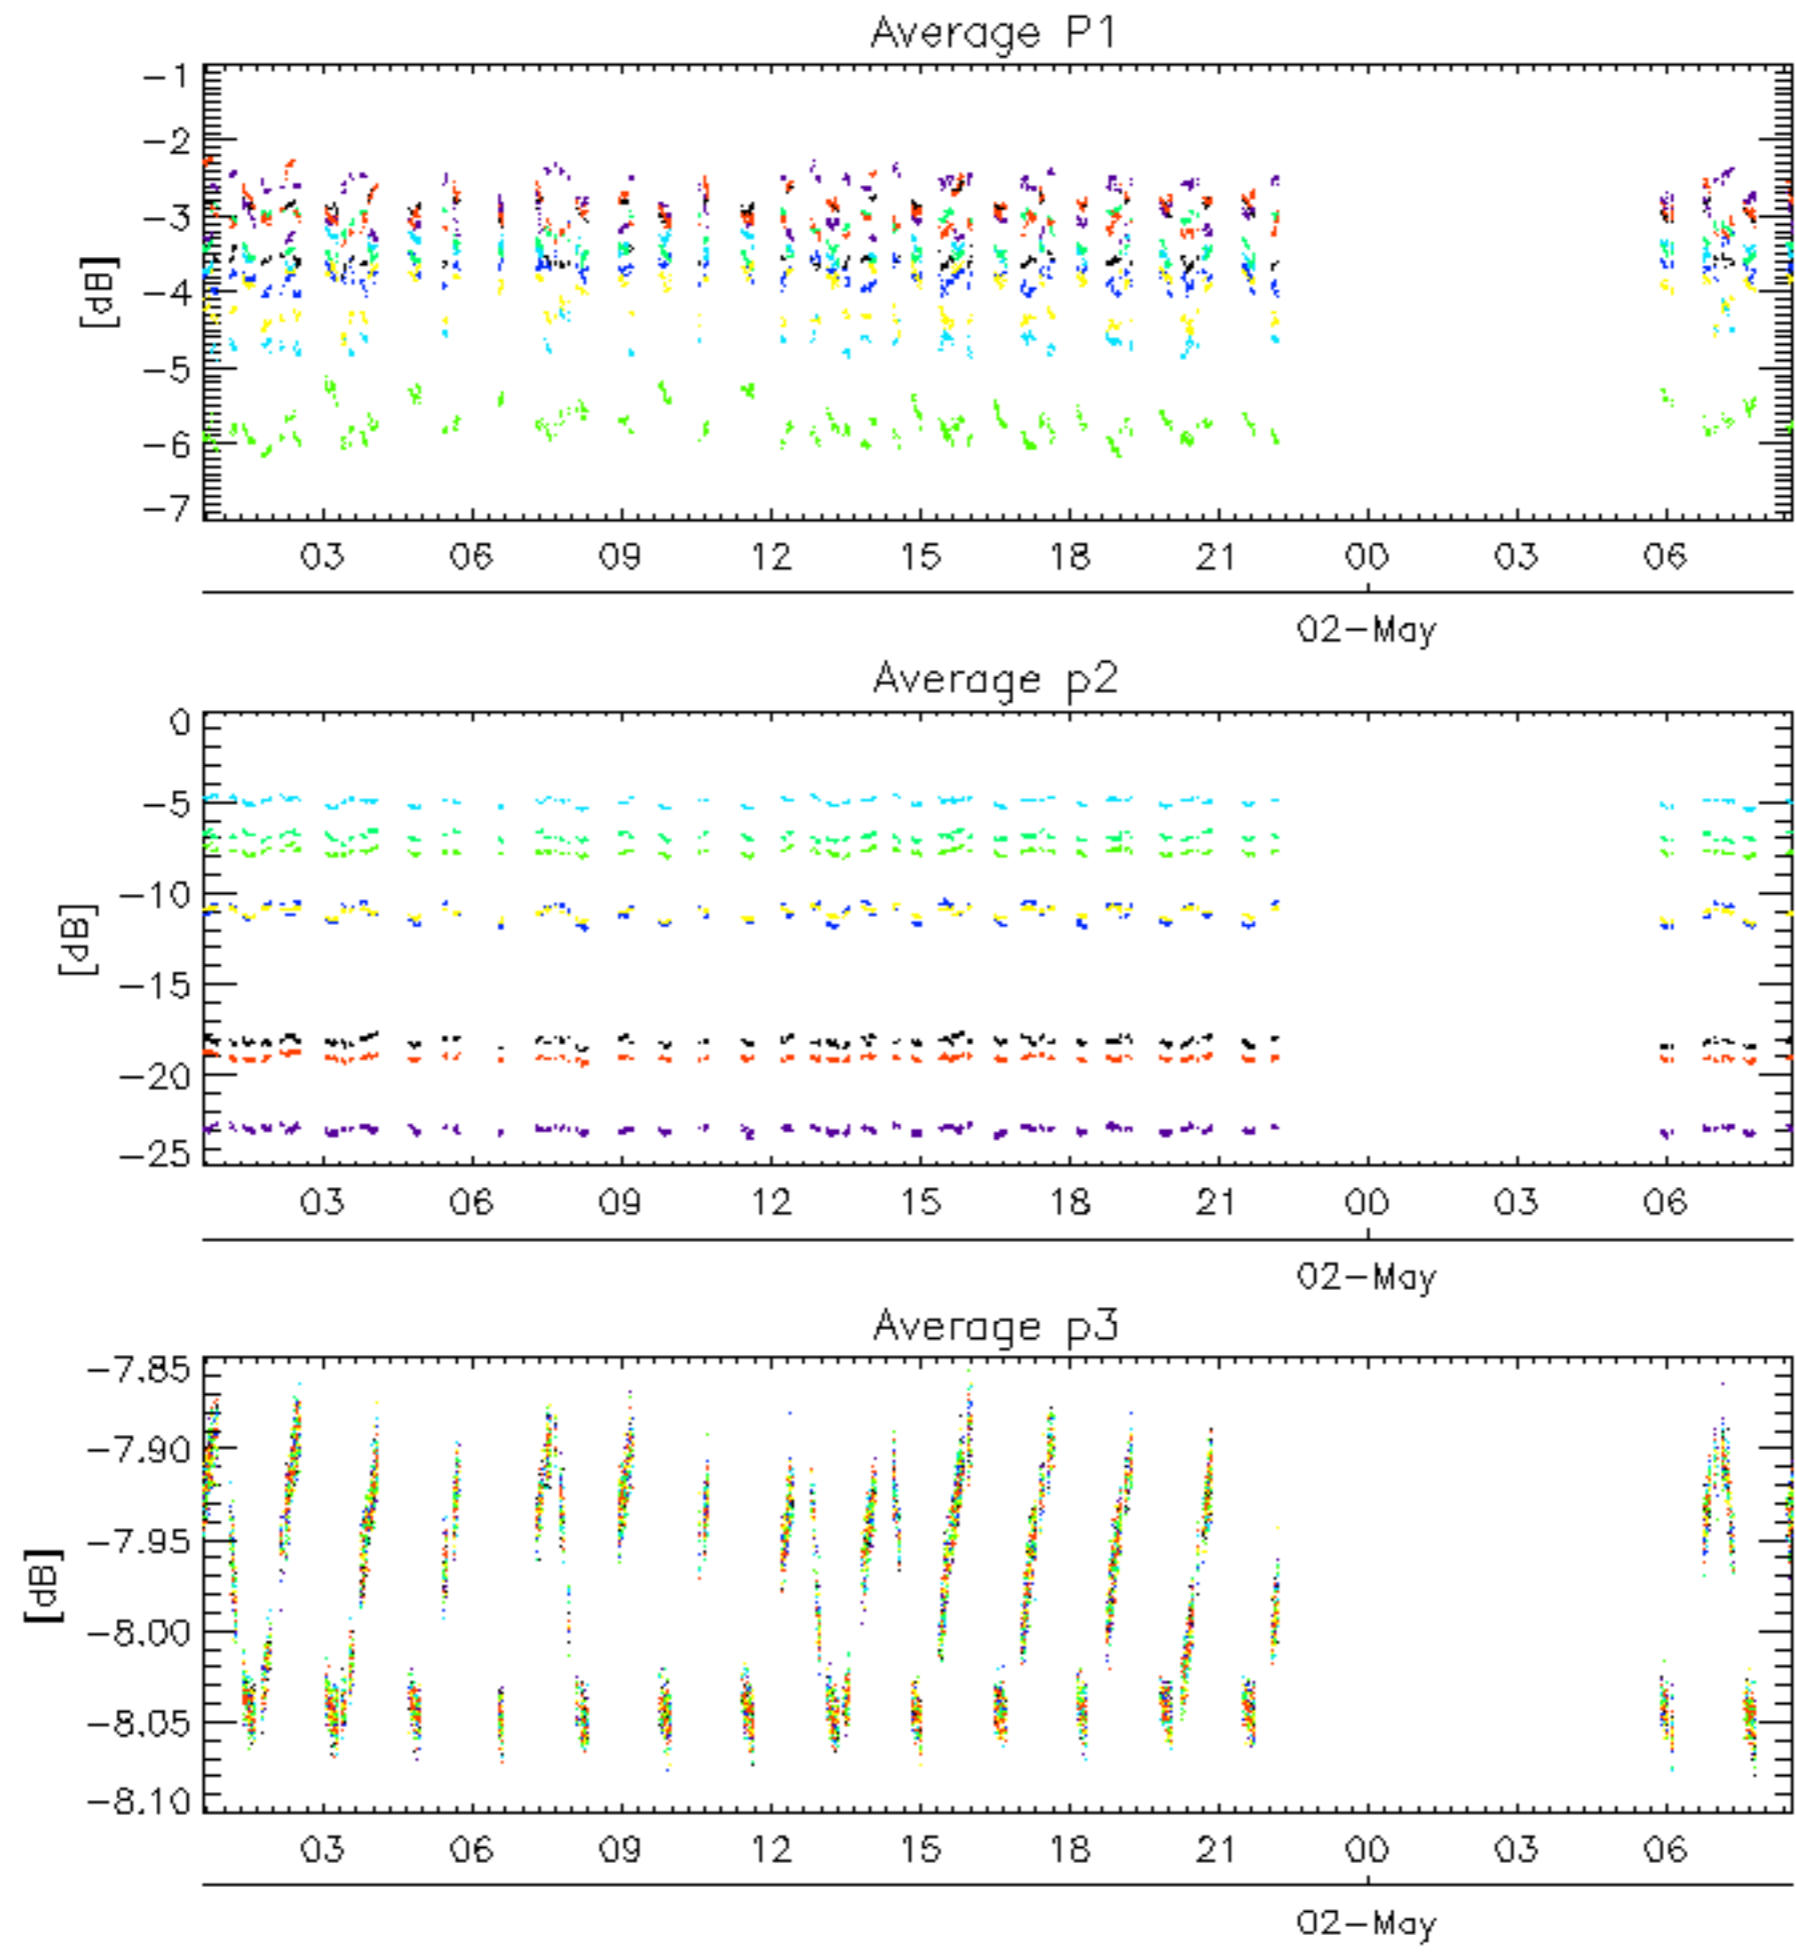 Average P1
-1
-2
-3
-4
-5
-6
-7
[dB]
03 06 09 12 15 18 21 00 03 06
02-May
Average p2
0
-5
-10
-15
-20
-25
[dB]
03 06 09 12 15 18 21 00 03 06
02-May
Average p3
-7.85
-7.90
-7.95
-8.00
-8.05
-8.10
[dB]
03 06 09 12 15 18 21 00 03 06
02-May